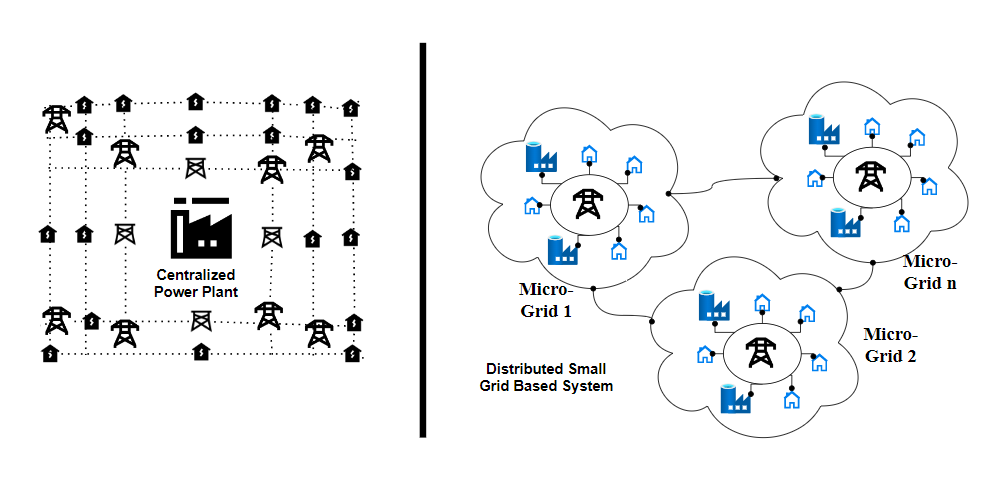 Centralized
Power Plant
Micro-
Grid 1
Distributed Small
Grid Based System
Micro-
Grid 2
Micro-
Grid n